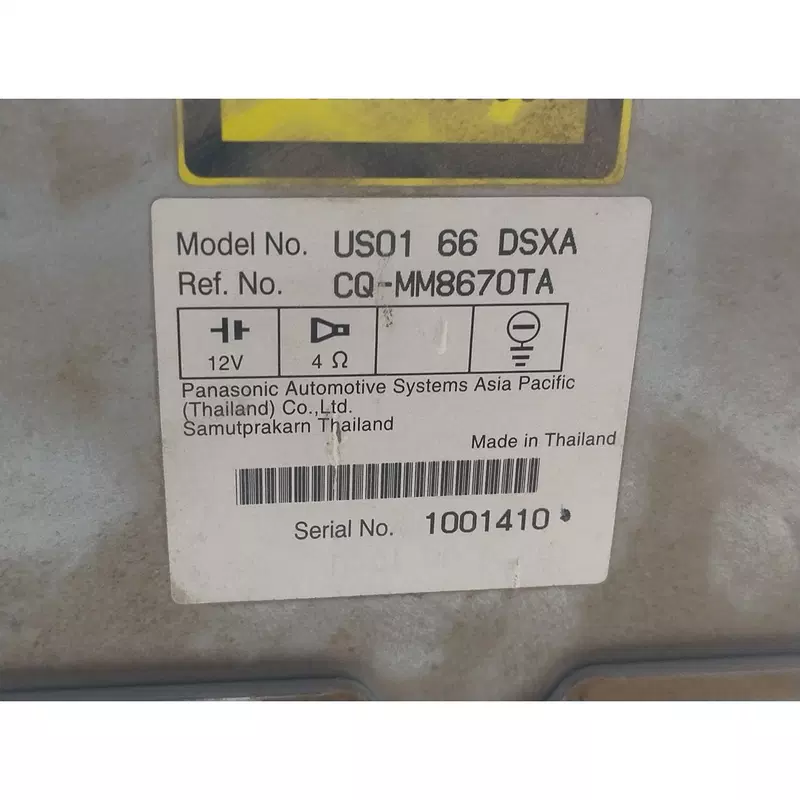 Model No. US01 66 DSXA
Ref. No. CQ-MM8670TA
12V
4 Ω
Panasonic Automotive Systems Asia Pacific
(Thailand) Co.,Ltd.
Samutprakarn Thailand
Made in Thailand
Serial No. 1001410